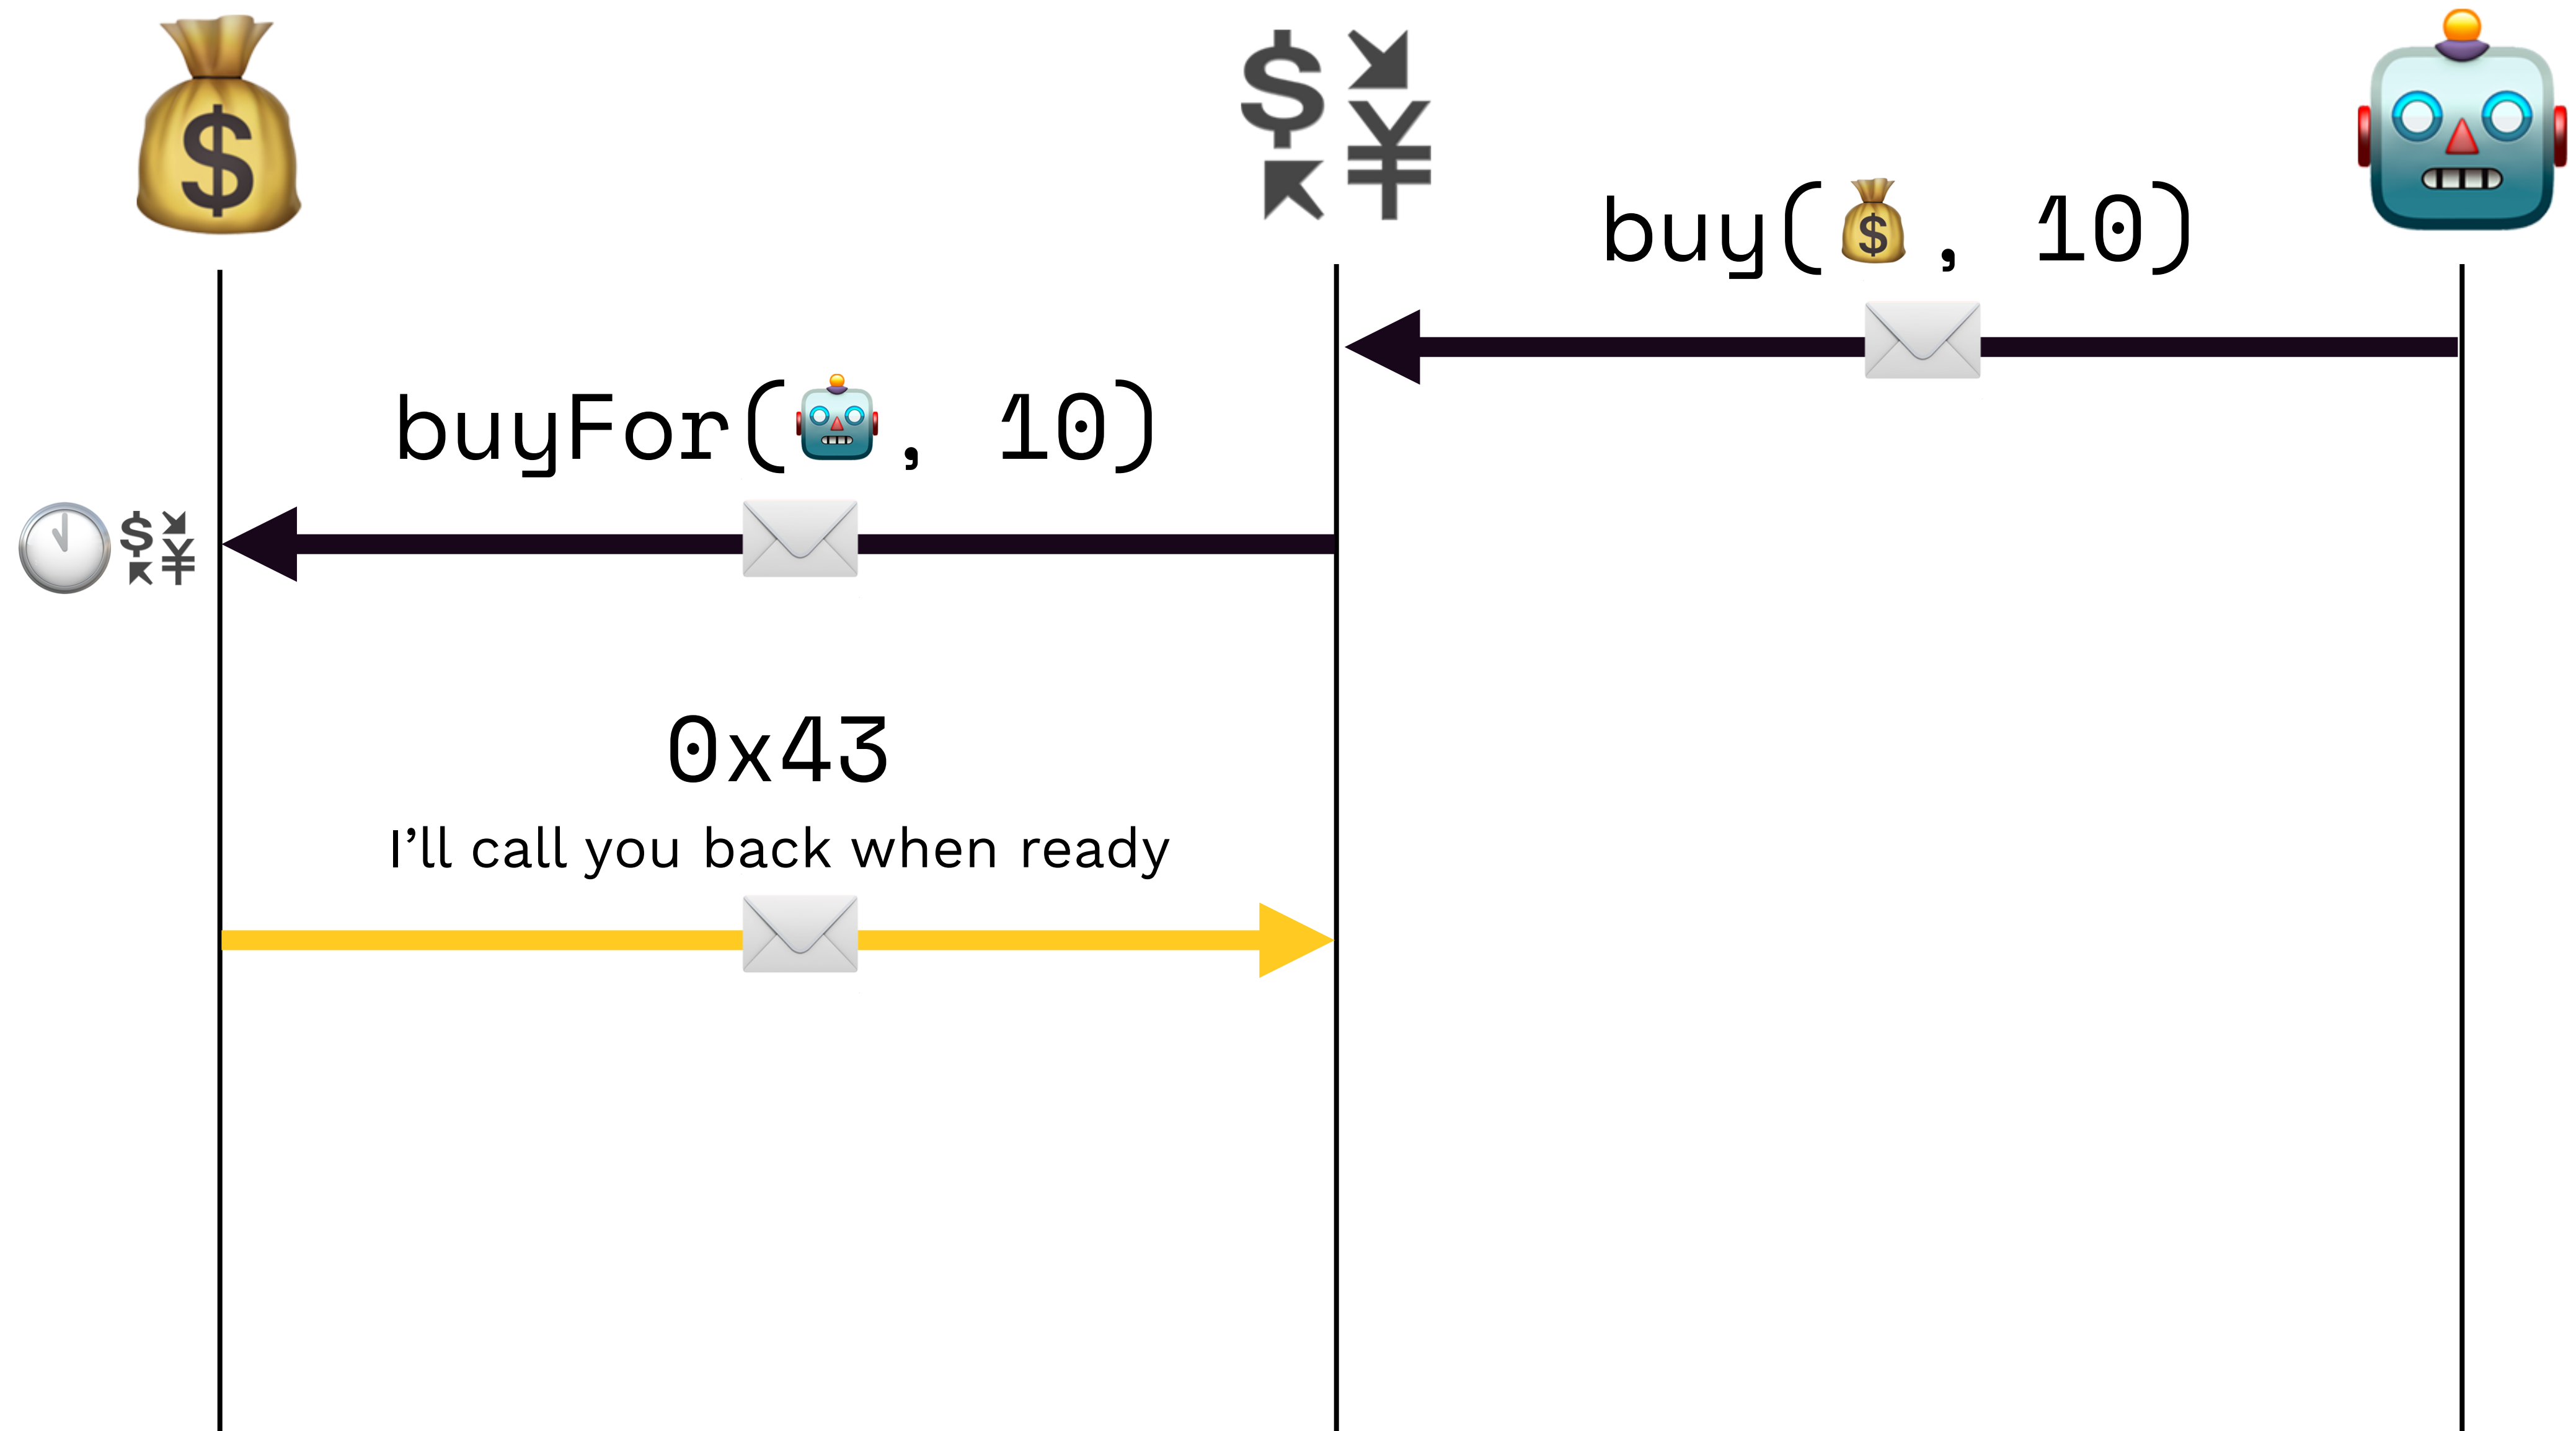 buy(💰, 10)
buyFor(🤖, 10)
0x43
I’ll call you back when ready